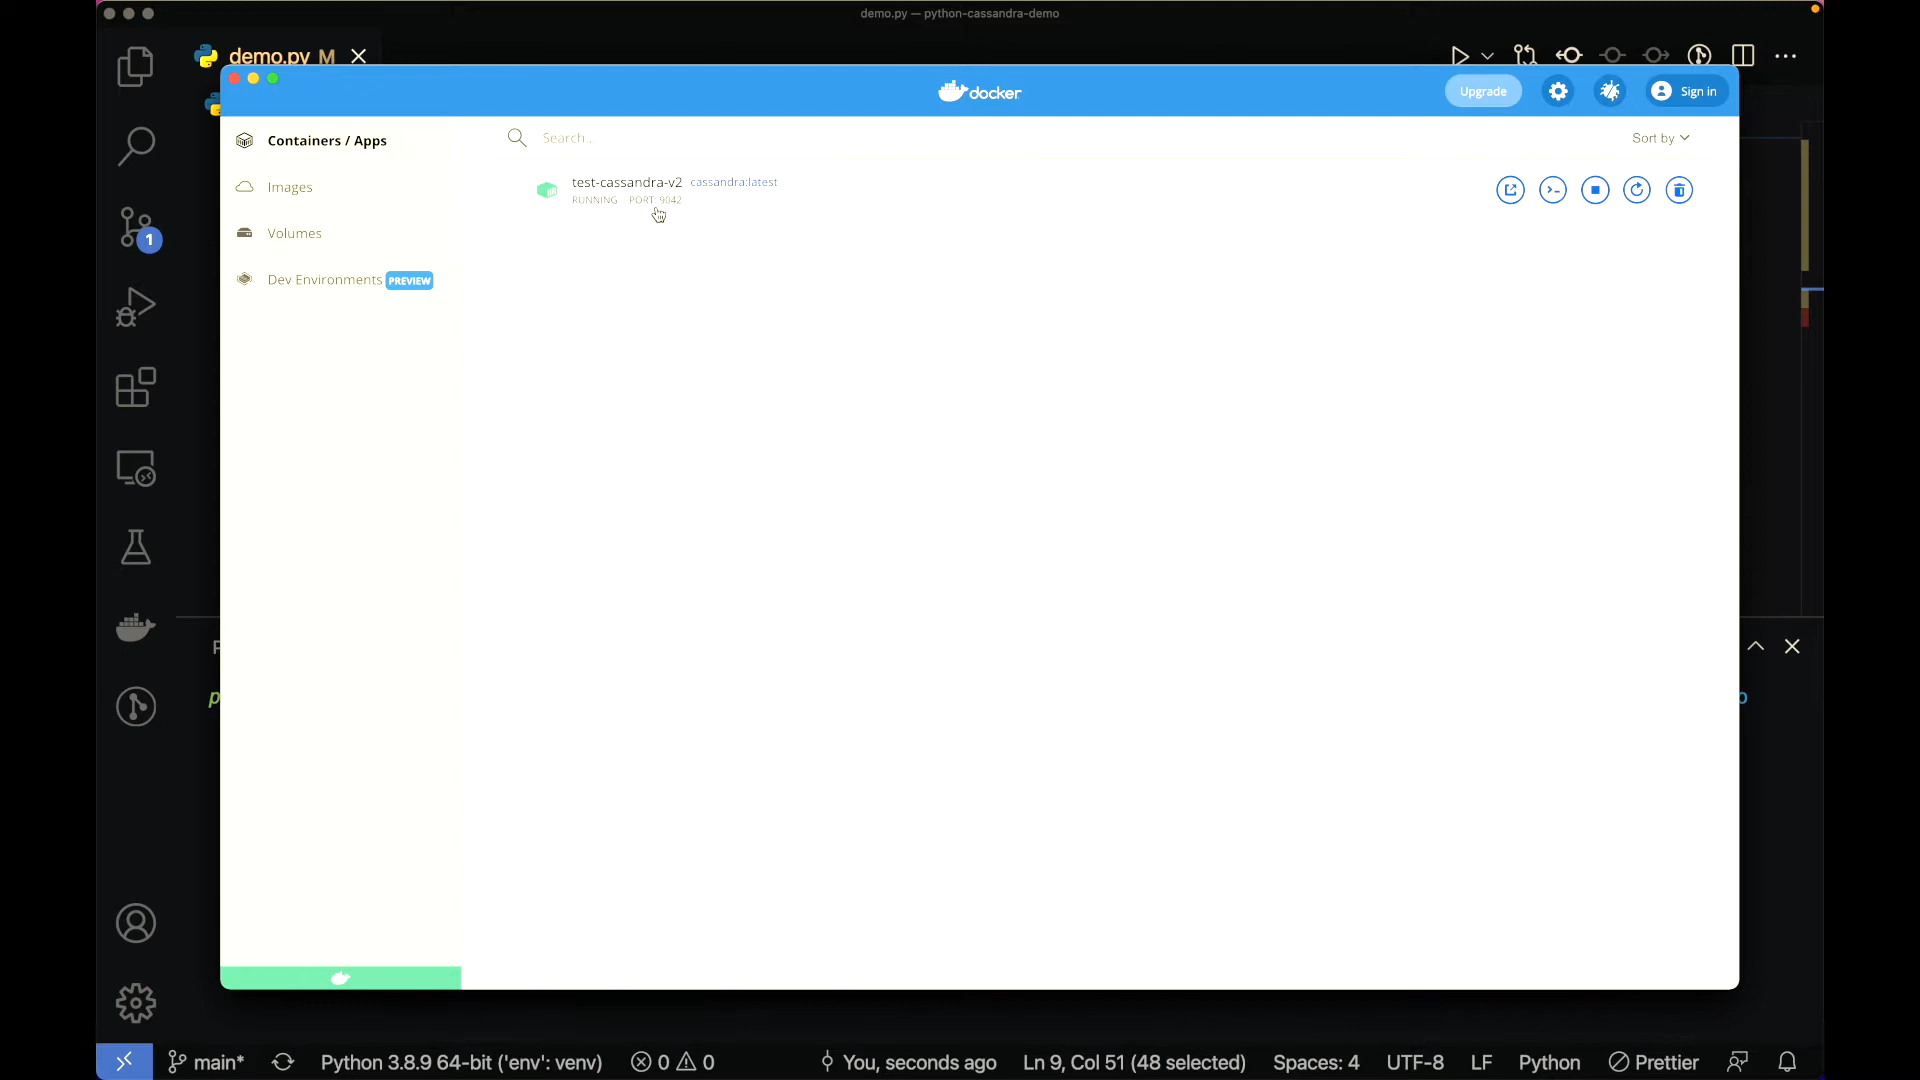 demo.py — python-cassandra-demo
demo.py M
docker
Upgrade
Sign in
Containers / Apps
Search..
Sort by
Images
test-cassandra-v2 cassandra:latest
RUNNING PORT: 9042
Volumes
1
Dev Environments PREVIEW
main*
Python 3.8.9 64-bit ('env': venv)
0
0
You, seconds ago
Ln 9, Col 51 (48 selected)
Spaces: 4
UTF-8
LF
Python
Prettier